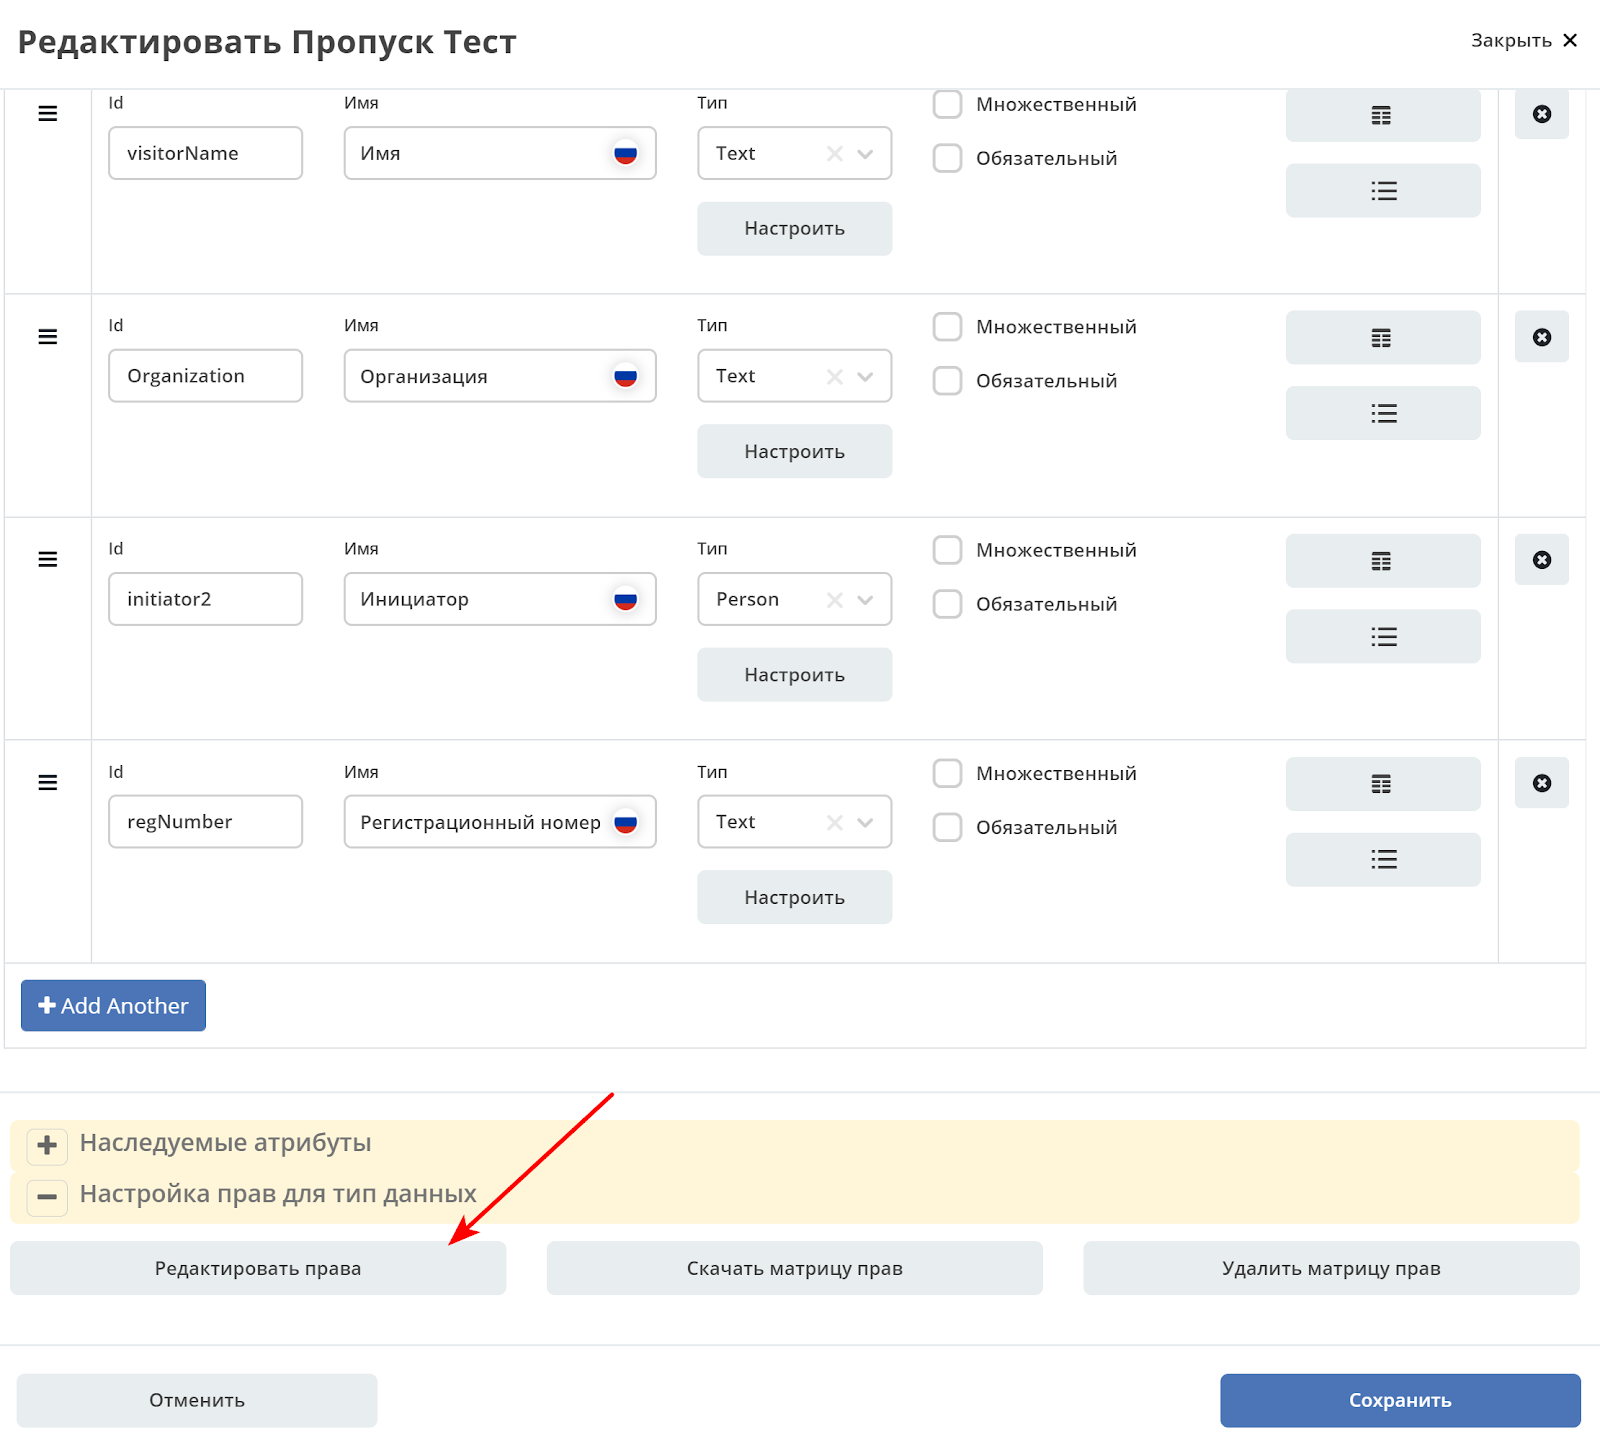 Редактировать Пропуск Тест
Закрыть
Id Имя Тип Множественный
visitorName Имя Text Обязательный
Настроить
Id Имя Тип Множественный
Organization Организация Text Обязательный
Настроить
Id Имя Тип Множественный
initiator2 Инициатор Person Обязательный
Настроить
Id Имя Тип Множественный
regNumber Регистрационный номер Text Обязательный
Настроить
Add Another
Наследуемые атрибуты
Настройка прав для тип данных
Редактировать права Скачать матрицу прав Удалить матрицу прав
Отменить Сохранить